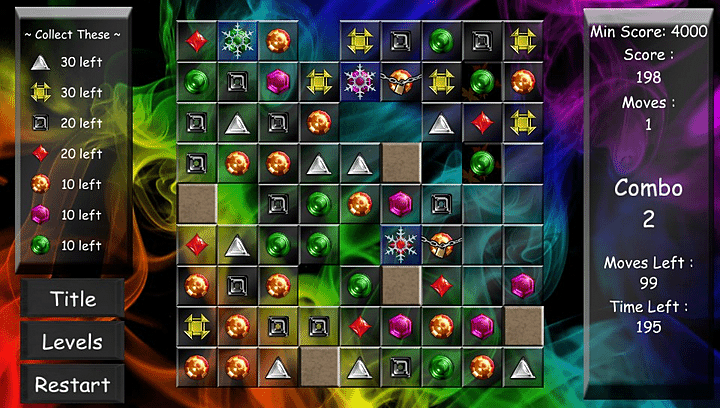 ~ Collect These ~
30 left
30 left
20 left
20 left
10 left
10 left
10 left
Title
Levels
Restart
Min Score: 4000
Score :
198
Moves :
1
Combo
2
Moves Left :
99
Time Left :
195